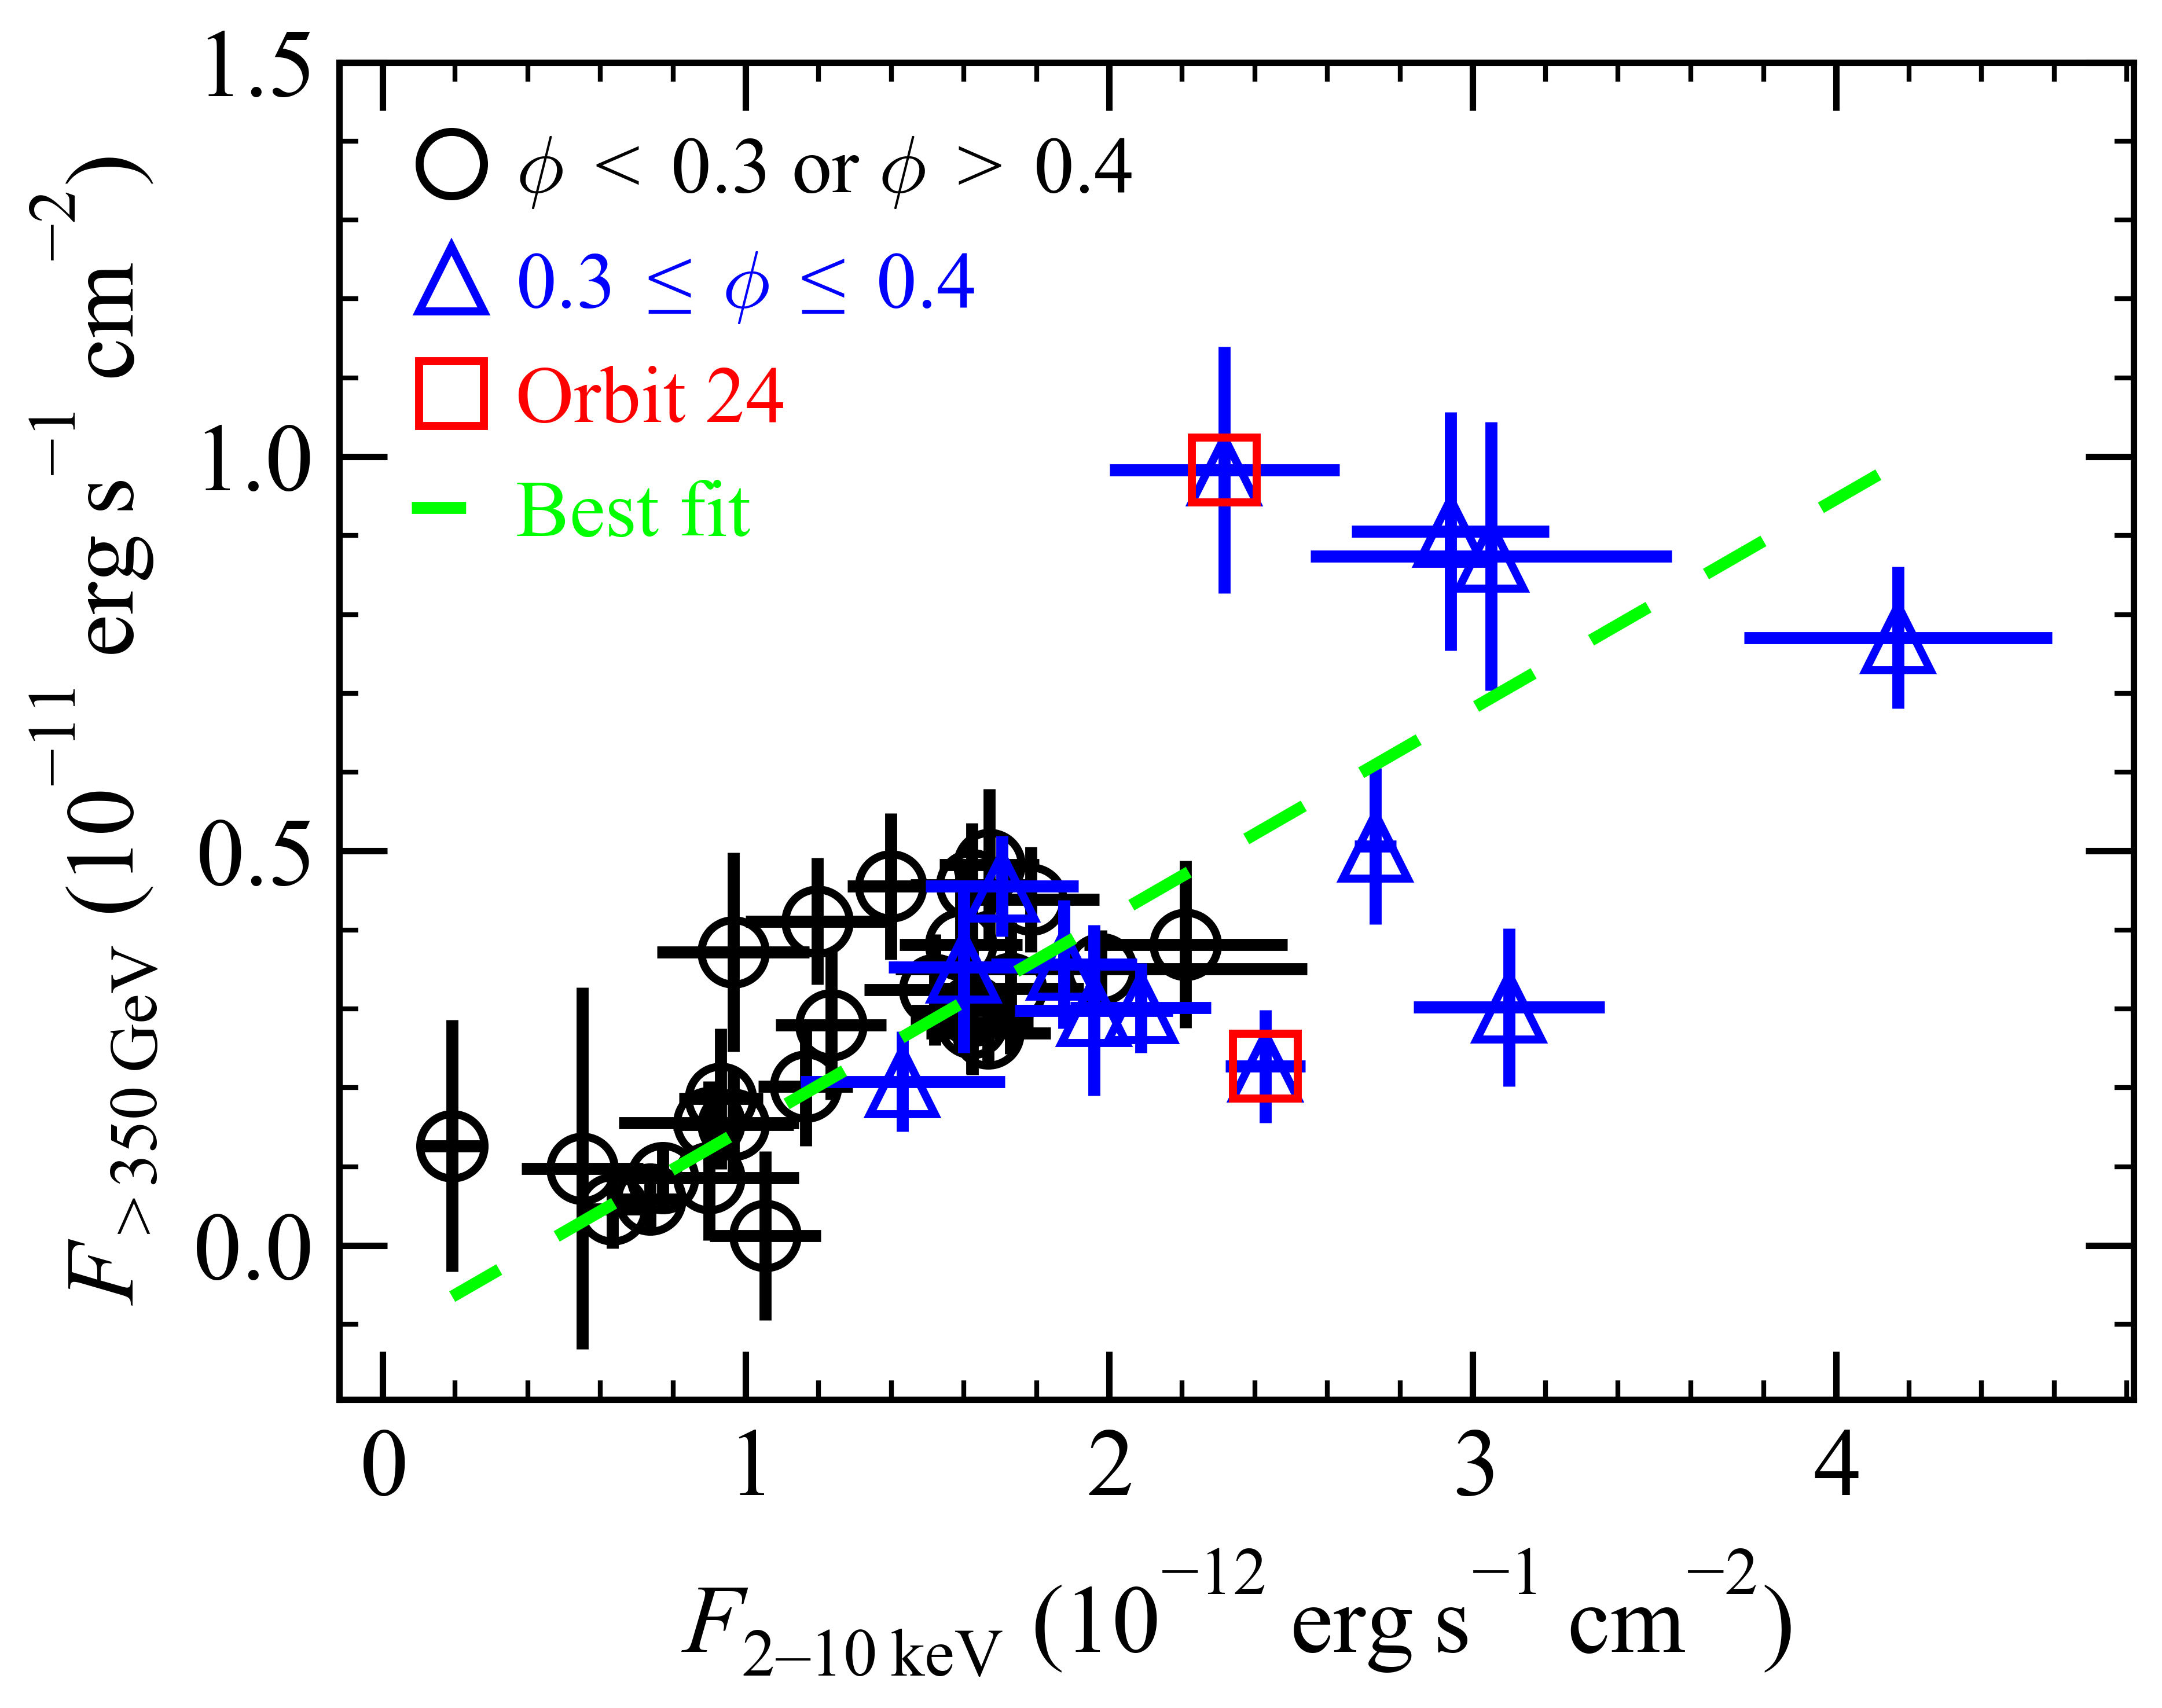 F>350 GeV (10−11 erg s−1 cm−2)
1.5
1.0
0.5
0.0
ϕ < 0.3 or ϕ > 0.4
0.3 ≤ ϕ ≤ 0.4
Orbit 24
Best fit
0 1 2 3 4
F2–10 keV (10−12 erg s−1 cm−2)